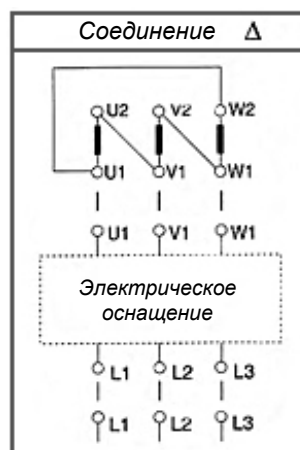 Соединение Δ
U2 V2 W2
U1 V1 W1
U1 V1 W1
Электрическое
оснащение
L1 L2 L3
L1 L2 L3